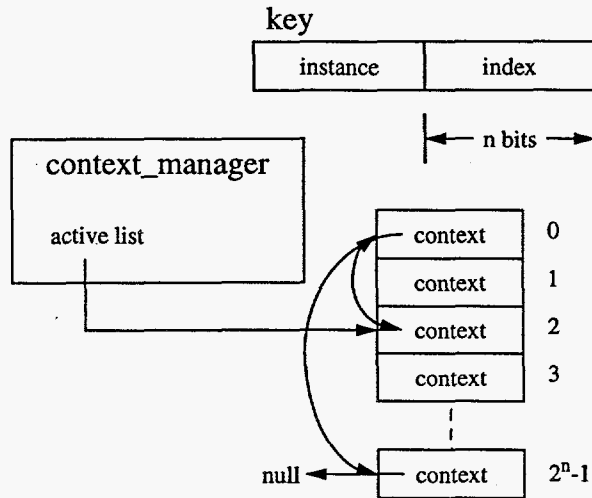 key
instance index
n bits
context_manager
active list
context 0
context 1
context 2
context 3
null context 2ⁿ-1